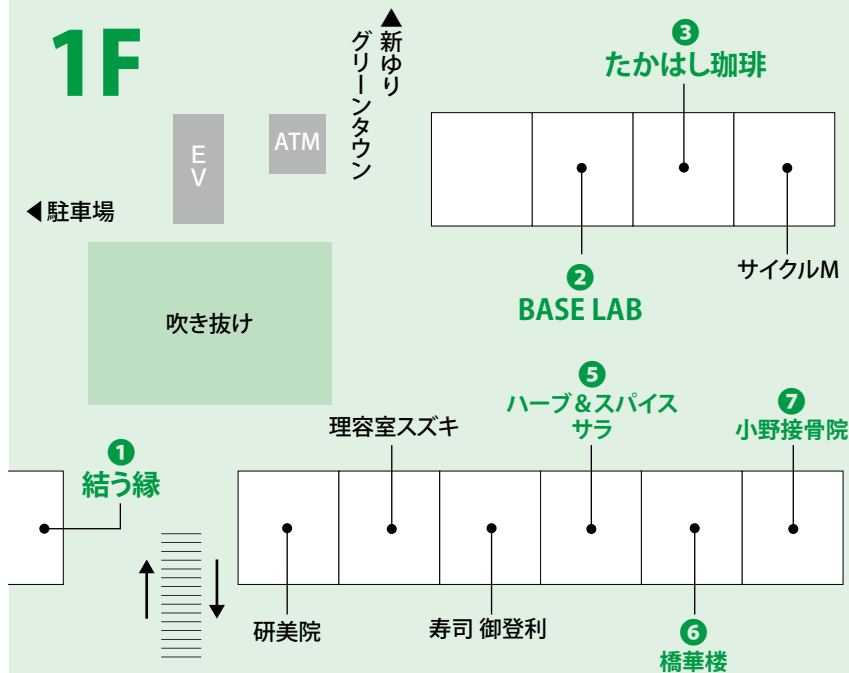 1F
▲新ゆり
グリーンタウン
EV
ATM
◀駐車場
吹き抜け
❸
たかはし珈琲
❷
BASE LAB
サイクルM
❶
結う縁
理容室スズキ
❺
ハーブ&スパイス
サラ
❼
小野接骨院
研美院
寿司 御登利
❻
橋華楼